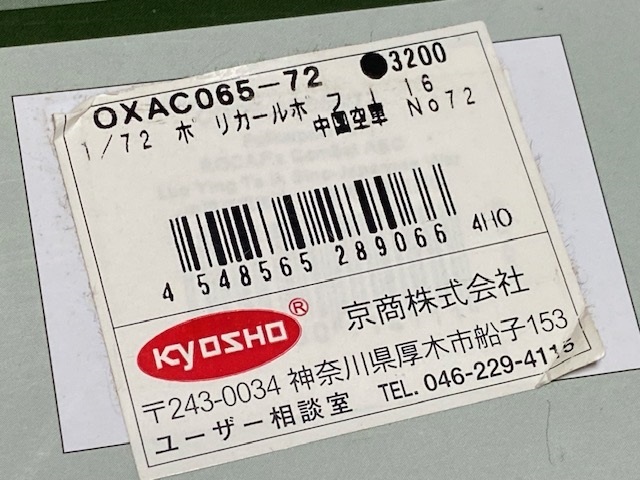 OXAC065-72 ●3200
1/72 ポリカールポフ I 16
中国空軍 No72
4 548565 289066 4HO
KYOSHO® 京商株式会社
〒243-0034 神奈川県厚木市船子153
ユーザー相談室 TEL. 046-229-4115